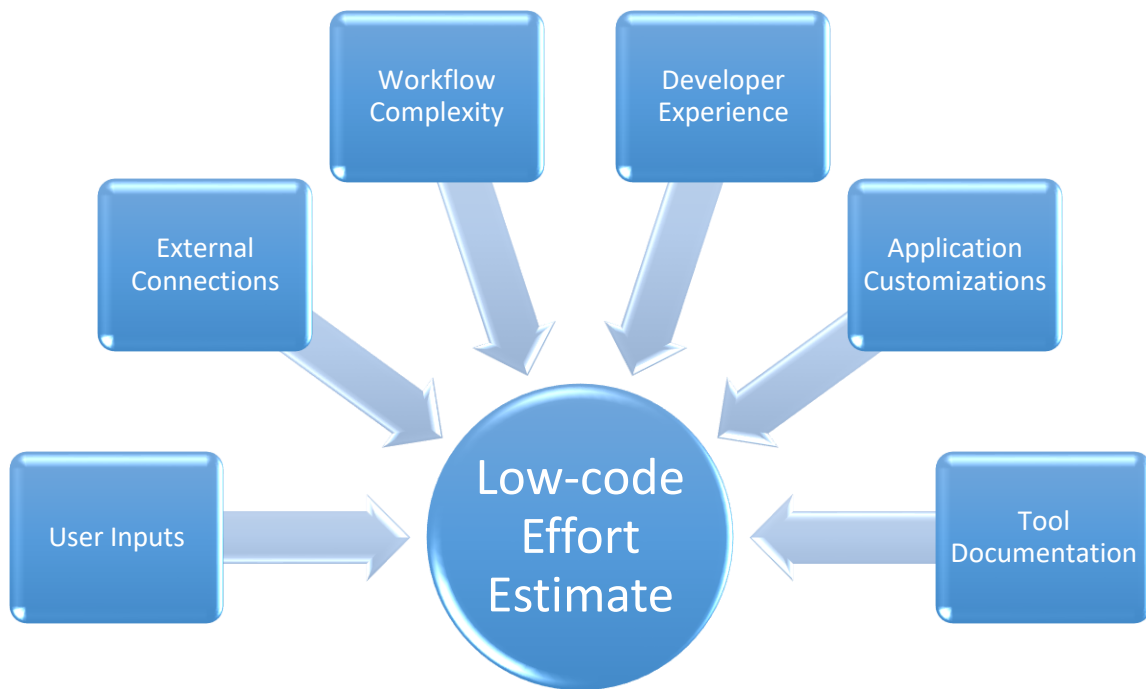 Workflow
Complexity
Developer
Experience
External
Connections
Application
Customizations
User Inputs
Low-code
Effort
Estimate
Tool
Documentation